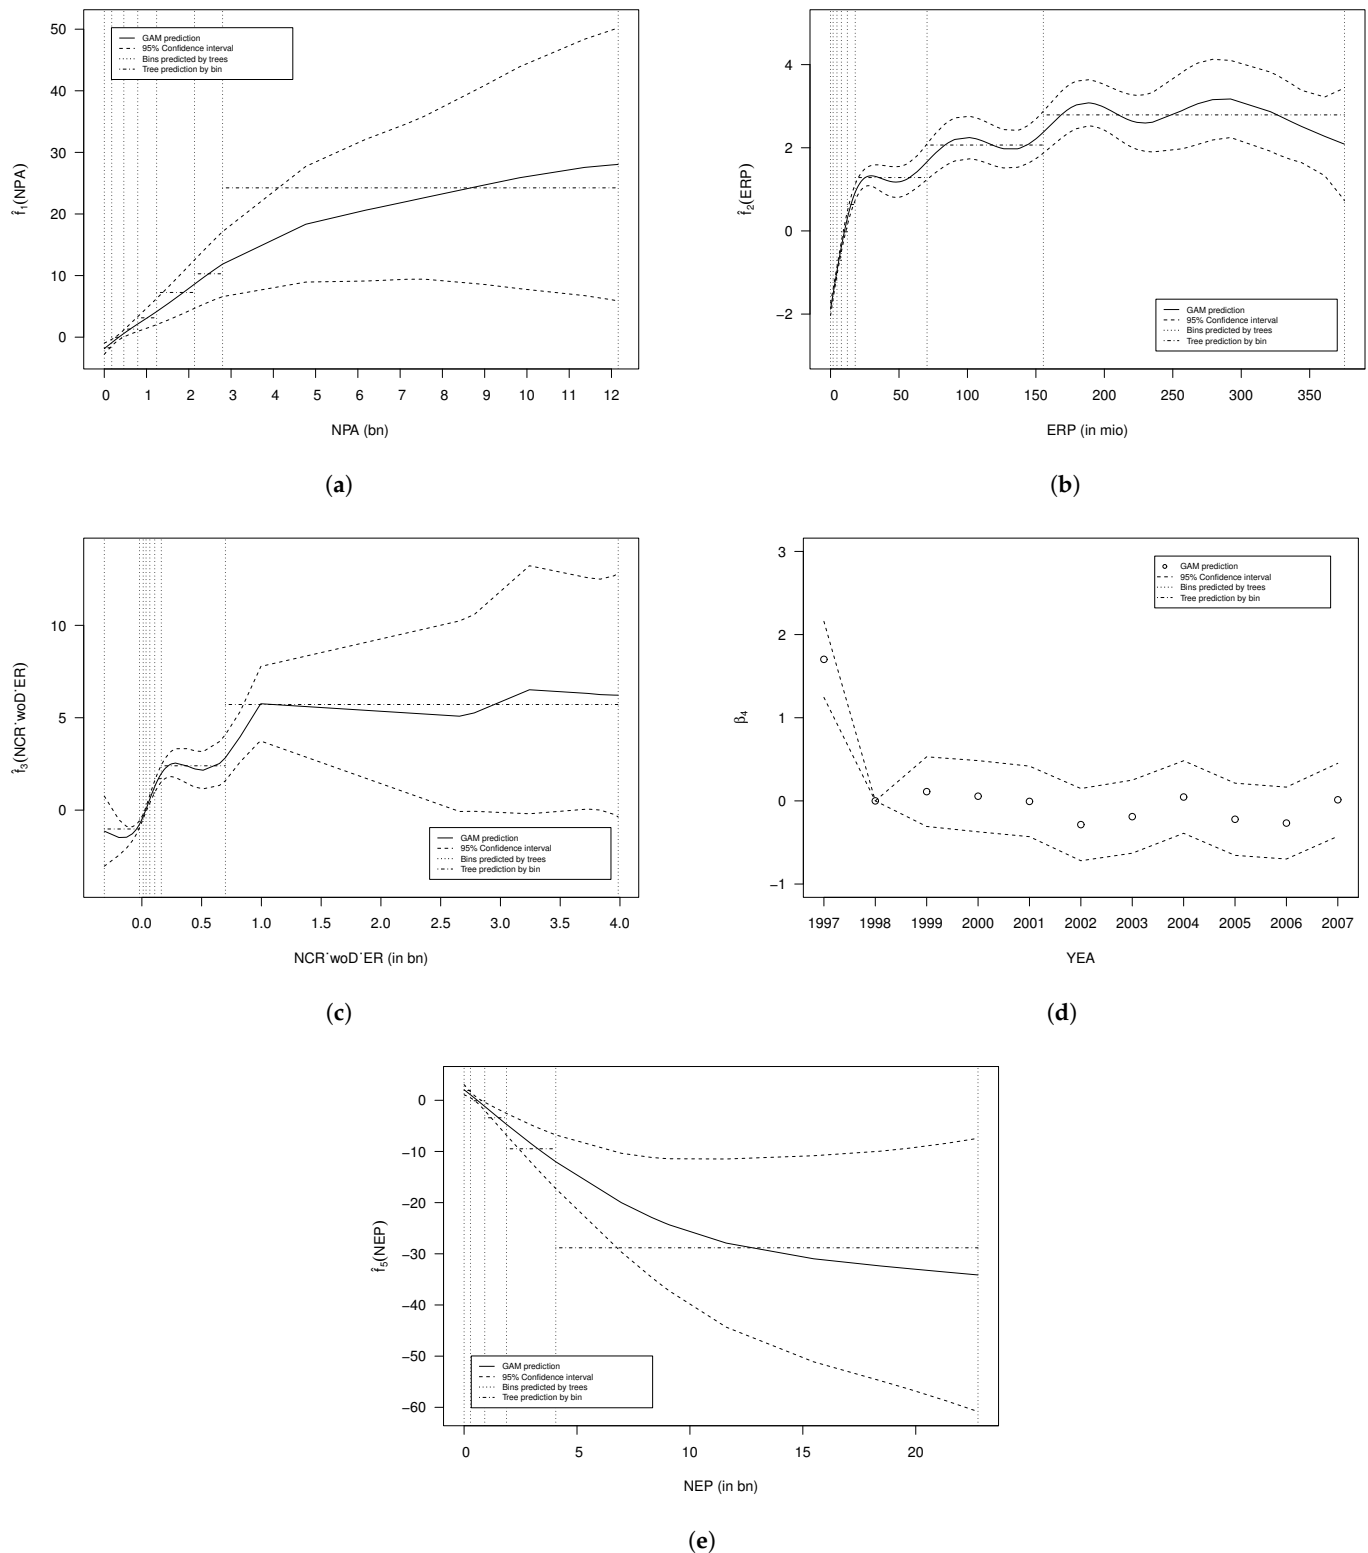 50
40
30
20
10
0
f̂₁(NPA)
GAM prediction
95% Confidence interval
Bins predicted by trees
Tree prediction by bin
0 1 2 3 4 5 6 7 8 9 10 11 12
NPA (bn)
(a)
4
2
0
−2
f̂₂(ERP)
GAM prediction
95% Confidence interval
Bins predicted by trees
Tree prediction by bin
0 50 100 150 200 250 300 350
ERP (in mio)
(b)
10
5
0
f̂₃(NCR˙woD˙ER)
GAM prediction
95% Confidence interval
Bins predicted by trees
Tree prediction by bin
0.0 0.5 1.0 1.5 2.0 2.5 3.0 3.5 4.0
NCR˙woD˙ER (in bn)
(c)
3
2
1
0
−1
β₄
GAM prediction
95% Confidence interval
Bins predicted by trees
Tree prediction by bin
1997 1998 1999 2000 2001 2002 2003 2004 2005 2006 2007
YEA
(d)
0
−10
−20
−30
−40
−50
−60
f̂₅(NEP)
GAM prediction
95% Confidence interval
Bins predicted by trees
Tree prediction by bin
0 5 10 15 20
NEP (in bn)
(e)